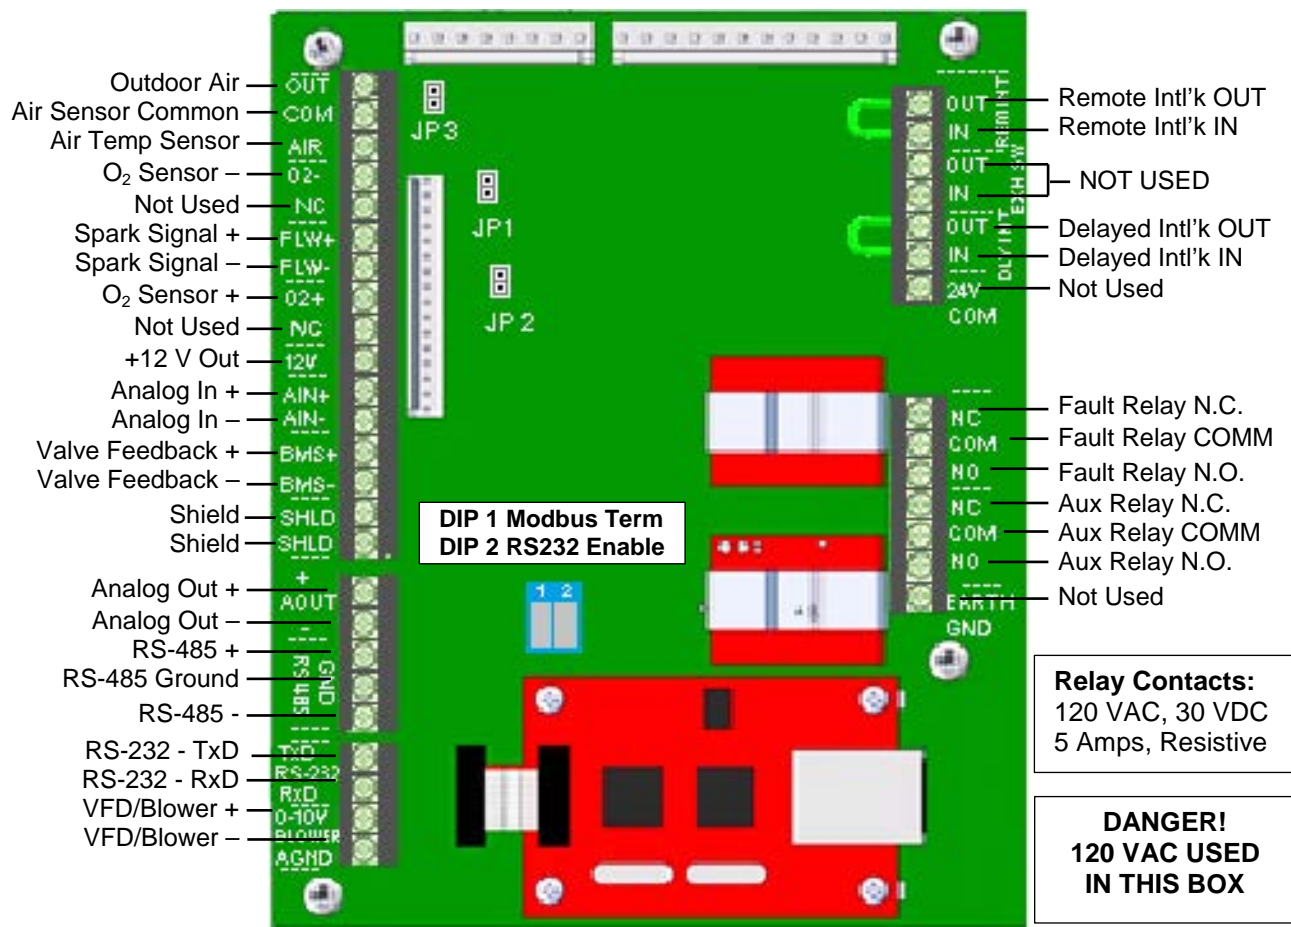 Outdoor Air
Air Sensor Common
Air Temp Sensor
O₂ Sensor –
Not Used
Spark Signal +
Spark Signal –
O₂ Sensor +
Not Used
+12 V Out
Analog In +
Analog In –
Valve Feedback +
Valve Feedback –
Shield
Shield
Analog Out +
Analog Out –
RS-485 +
RS-485 Ground
RS-485 -
RS-232 - TxD
RS-232 - RxD
VFD/Blower +
VFD/Blower –
OUT
COM
AIR
O2-
NC
FLW+
FLW-
O2+
NC
12V
AIN+
AIN-
BMS+
BMS-
SHLD
SHLD
+
AOUT
-
GND
RS485
TxD
RS-232
RxD
0-10V
BLOWER
AGND
JP3
JP1
JP 2
DIP 1 Modbus Term
DIP 2 RS232 Enable
1 2
OUT
IN
REMINT
OUT
IN
EXH SW
OUT
IN
DLY INT
24V
COM
NC
COM
NO
NC
COM
NO
EARTH
GND
Remote Intl’k OUT
Remote Intl’k IN
NOT USED
Delayed Intl’k OUT
Delayed Intl’k IN
Not Used
Fault Relay N.C.
Fault Relay COMM
Fault Relay N.O.
Aux Relay N.C.
Aux Relay COMM
Aux Relay N.O.
Not Used
Relay Contacts:
120 VAC, 30 VDC
5 Amps, Resistive
DANGER!
120 VAC USED
IN THIS BOX